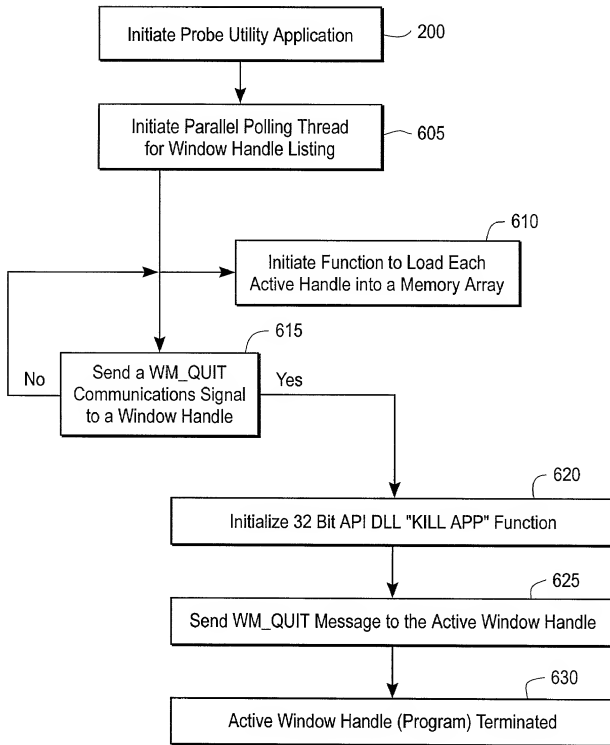 Initiate Probe Utility Application
200
Initiate Parallel Polling Thread
for Window Handle Listing
605
610
Initiate Function to Load Each
Active Handle into a Memory Array
615
Send a WM_QUIT
Communications Signal
to a Window Handle
No
Yes
620
Initialize 32 Bit API DLL "KILL APP" Function
625
Send WM_QUIT Message to the Active Window Handle
630
Active Window Handle (Program) Terminated